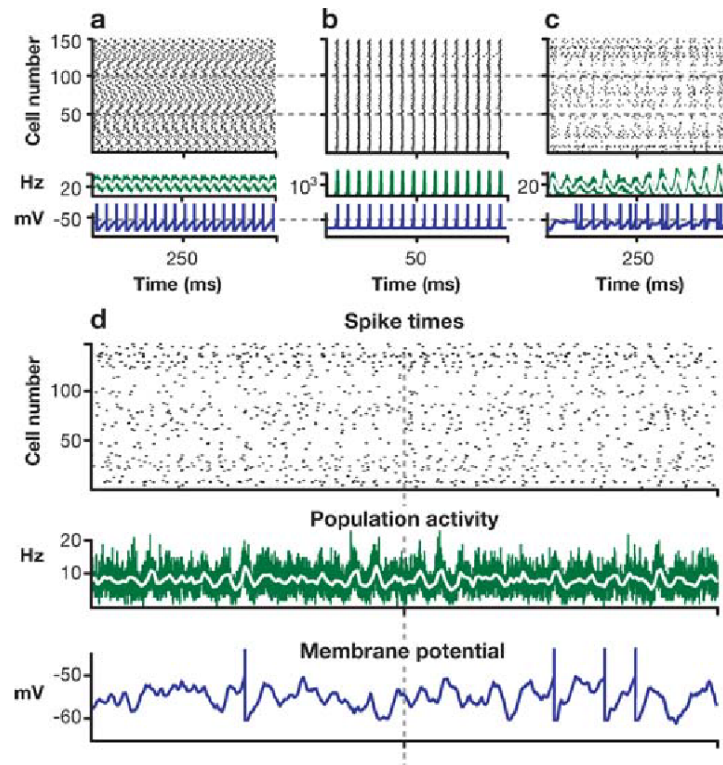 a
b
c
150
100
50
Cell number
Hz
20
10³
20
mV
-50
250
50
250
Time (ms)
Time (ms)
Time (ms)
d
Spike times
Cell number
100
50
Population activity
Hz
20
10
Membrane potential
mV
-50
-60